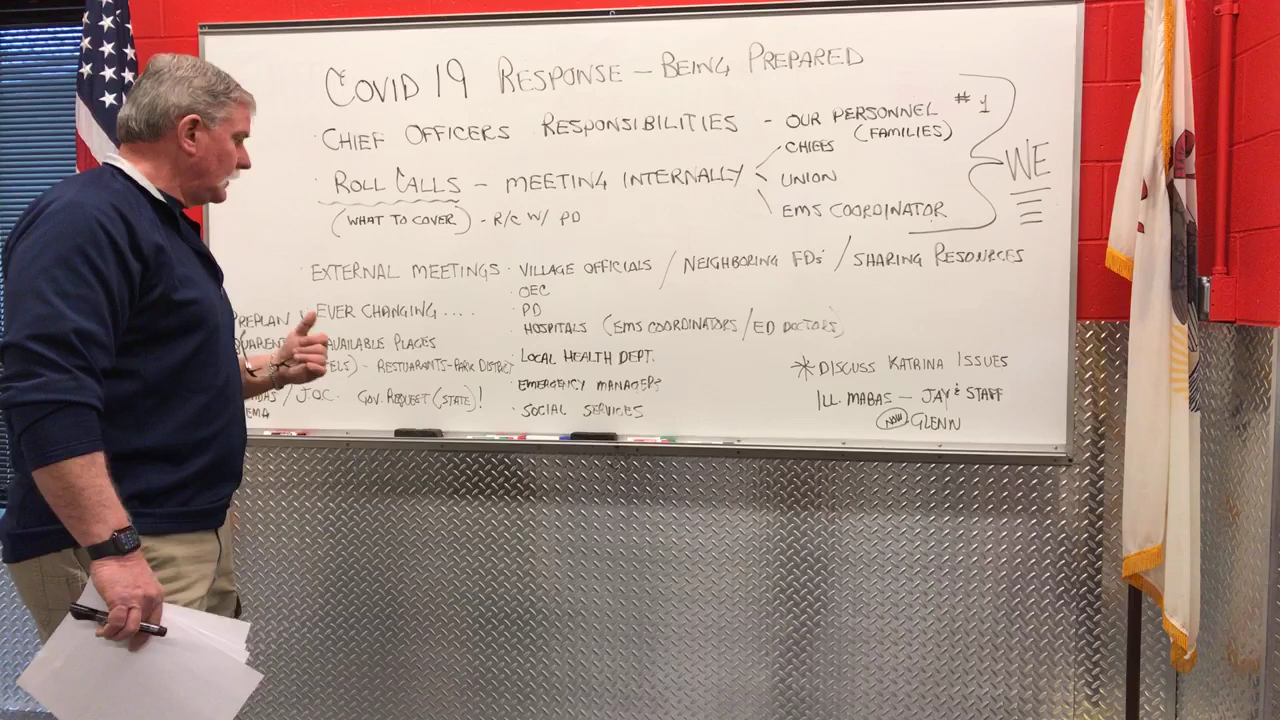 COVID 19 RESPONSE - BEING PREPARED
CHIEF OFFICERS RESPONSIBILITIES - OUR PERSONNEL #1
(FAMILIES)
ROLL CALLS - MEETING INTERNALLY
CHIEFS
UNION
EMS COORDINATOR
WE
(WHAT TO COVER) - R/C W/ PD
EXTERNAL MEETINGS · VILLAGE OFFICIALS / NEIGHBORING FDs / SHARING RESOURCES
· OEC
· PD
· HOSPITALS (EMS COORDINATORS / ED DOCTORS)
· LOCAL HEALTH DEPT.
· EMERGENCY MANAGERS
· SOCIAL SERVICES
PREPLAN EVER CHANGING ....
AVAILABLE PLACES
- RESTUARANTS - PARK DISTRICT
/ JOC. GOV. REQUEST (STATE)!
EMA
* DISCUSS KATRINA ISSUES
ILL. MABAS - JAY & STAFF
NOW GLENN